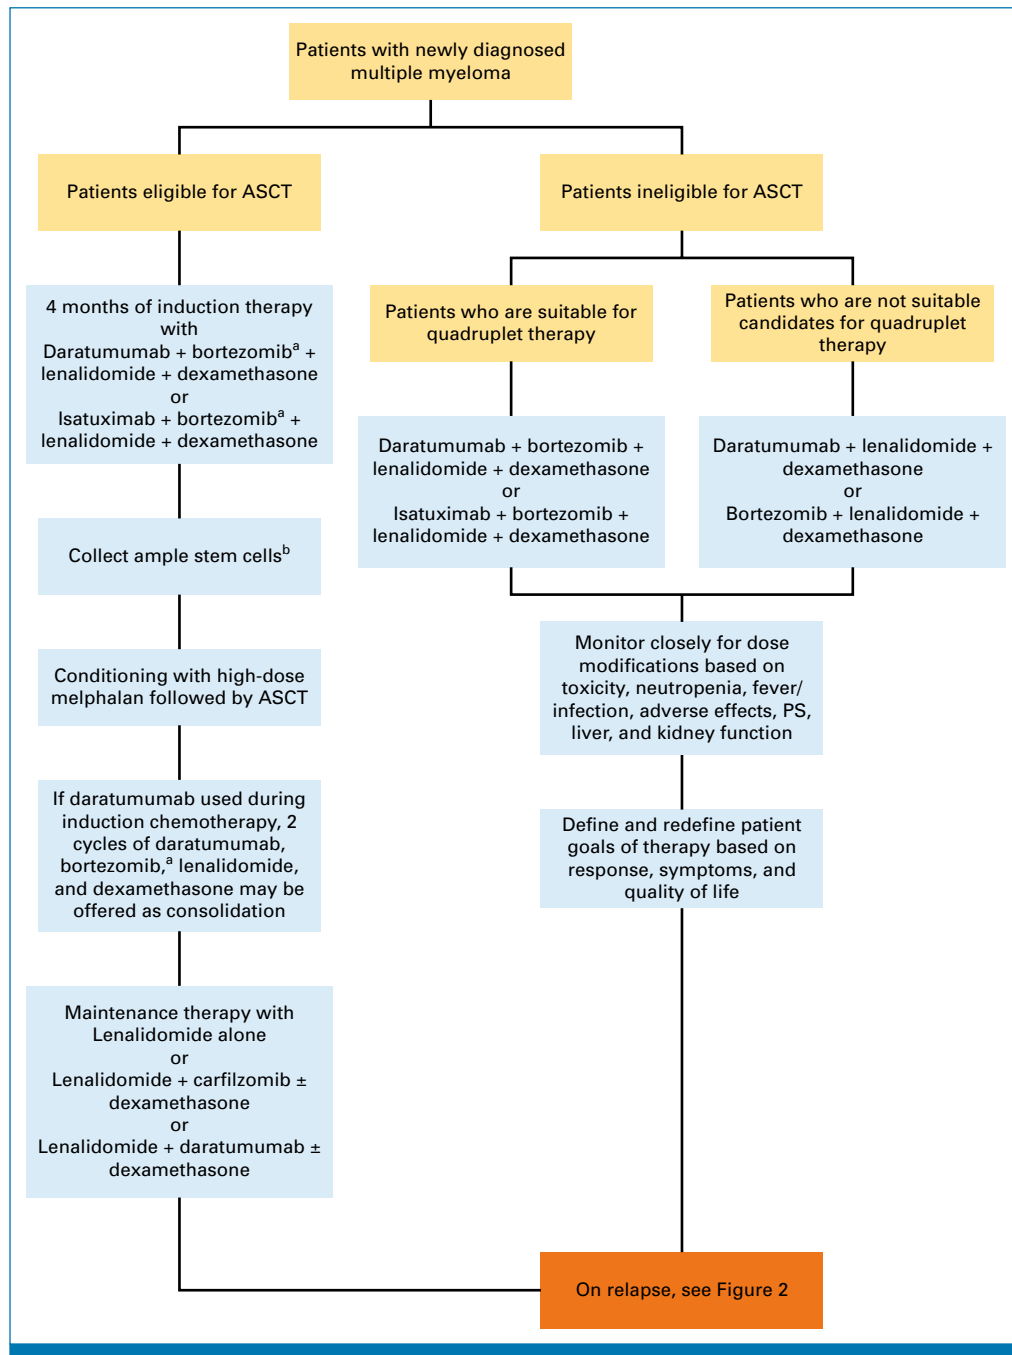 Patients with newly diagnosed
multiple myeloma
Patients eligible for ASCT
4 months of induction therapy
with
Daratumumab + bortezomibᵃ +
lenalidomide + dexamethasone
or
Isatuximab + bortezomibᵃ +
lenalidomide + dexamethasone
Collect ample stem cellsᵇ
Conditioning with high-dose
melphalan followed by ASCT
If daratumumab used during
induction chemotherapy, 2
cycles of daratumumab,
bortezomib,ᵃ lenalidomide,
and dexamethasone may be
offered as consolidation
Maintenance therapy with
Lenalidomide alone
or
Lenalidomide + carfilzomib ±
dexamethasone
or
Lenalidomide + daratumumab ±
dexamethasone
Patients ineligible for ASCT
Patients who are suitable for
quadruplet therapy
Daratumumab + bortezomib +
lenalidomide + dexamethasone
or
Isatuximab + bortezomib +
lenalidomide + dexamethasone
Patients who are not suitable
candidates for quadruplet
therapy
Daratumumab + lenalidomide +
dexamethasone
or
Bortezomib + lenalidomide +
dexamethasone
Monitor closely for dose
modifications based on
toxicity, neutropenia, fever/
infection, adverse effects, PS,
liver, and kidney function
Define and redefine patient
goals of therapy based on
response, symptoms, and
quality of life
On relapse, see Figure 2